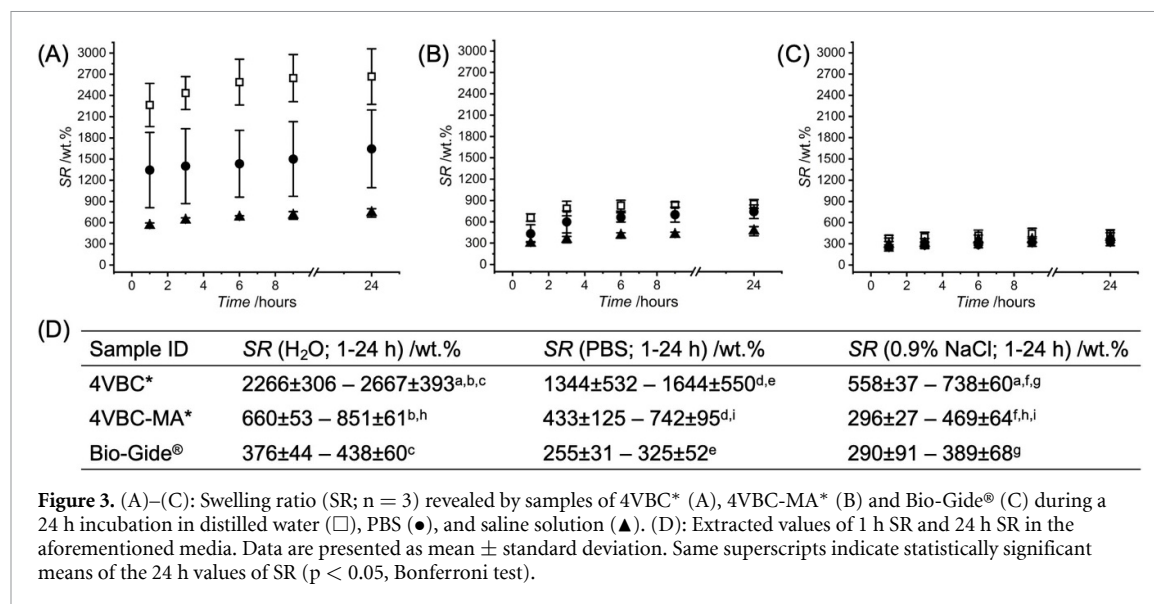 (A)
(B)
(C)
3000
2700
2400
2100
1800
1500
1200
900
600
300
0
SR /wt.%
0 2 4 6 8 24
Time /hours
3000
2700
2400
2100
1800
1500
1200
900
600
300
0
SR /wt.%
0 2 4 6 8 24
Time /hours
3000
2700
2400
2100
1800
1500
1200
900
600
300
0
SR /wt.%
0 2 4 6 8 24
Time /hours
(D)
Sample ID SR (H₂O; 1-24 h) /wt.% SR (PBS; 1-24 h) /wt.% SR (0.9% NaCl; 1-24 h) /wt.%
4VBC* 2266±306 – 2667±393a,b,c 1344±532 – 1644±550d,e 558±37 – 738±60a,f,g
4VBC-MA* 660±53 – 851±61b,h 433±125 – 742±95d,i 296±27 – 469±64f,h,i
Bio-Gide® 376±44 – 438±60c 255±31 – 325±52e 290±91 – 389±68g
Figure 3. (A)–(C): Swelling ratio (SR; n = 3) revealed by samples of 4VBC* (A), 4VBC-MA* (B) and Bio-Gide® (C) during a
24 h incubation in distilled water (□), PBS (●), and saline solution (▲). (D): Extracted values of 1 h SR and 24 h SR in the
aforementioned media. Data are presented as mean ± standard deviation. Same superscripts indicate statistically significant
means of the 24 h values of SR (p < 0.05, Bonferroni test).